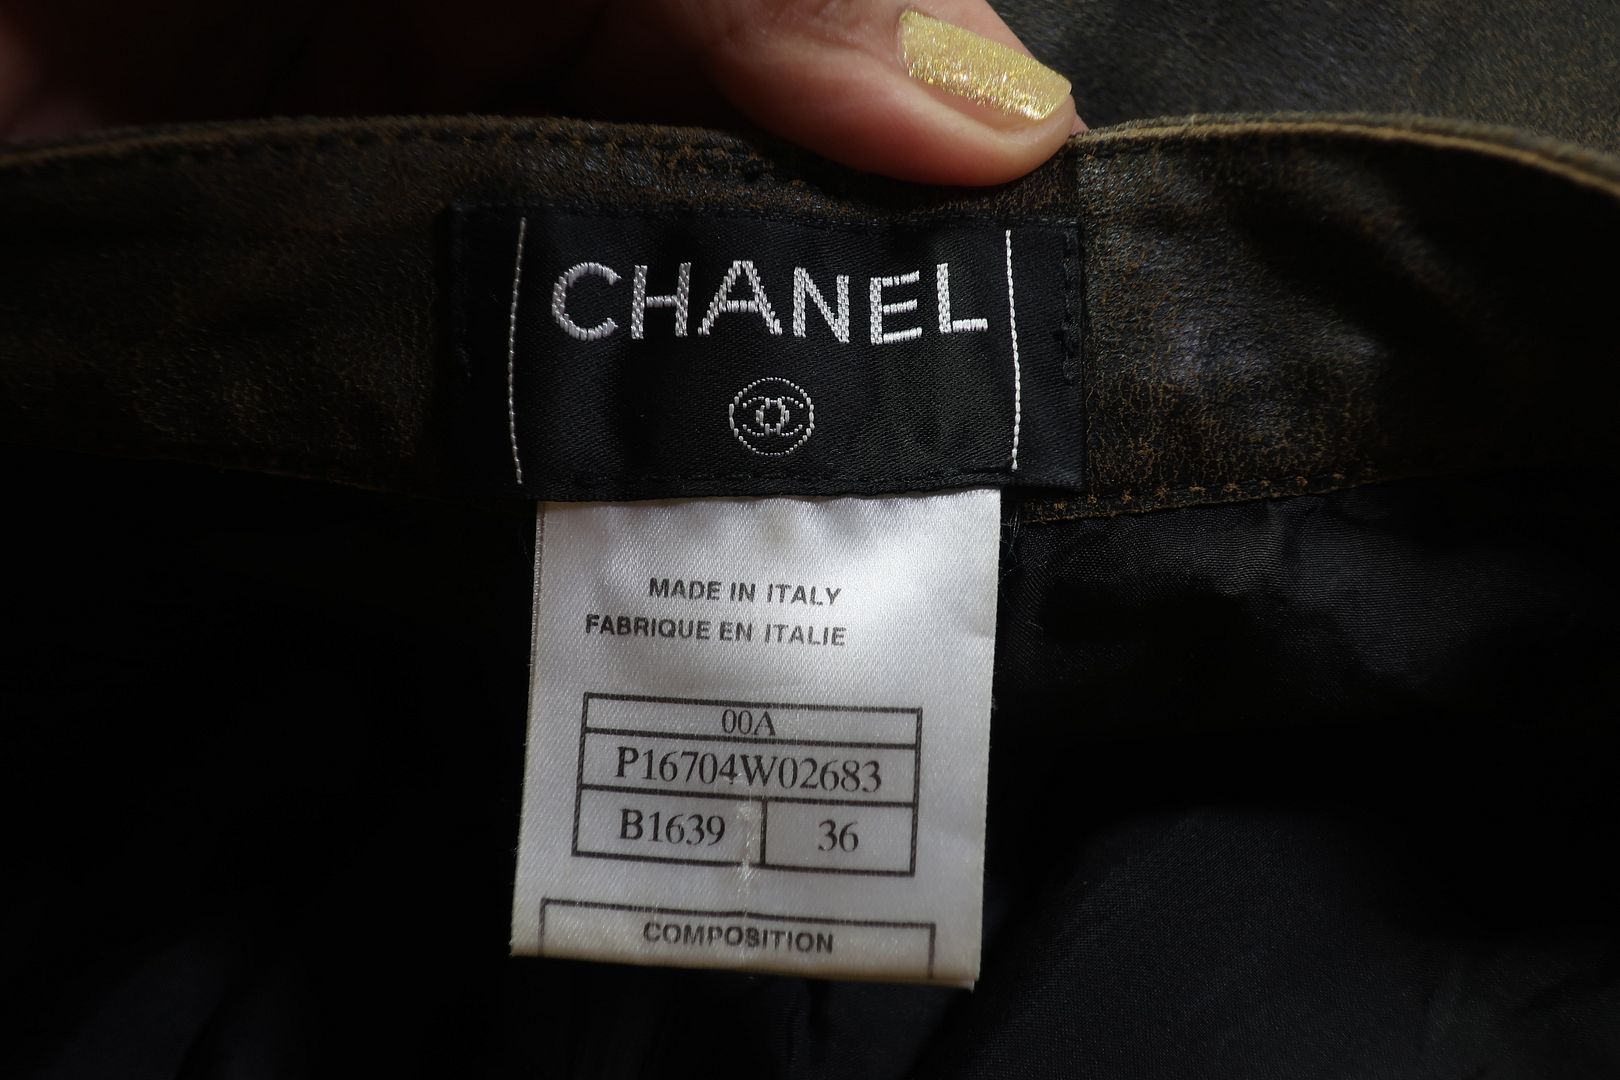 CHANEL
MADE IN ITALY
FABRIQUE EN ITALIE
00A
P16704W02683
B1639 36
COMPOSITION